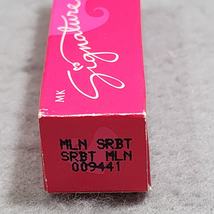 MK Signature
MLN SRBT
SRBT MLN
009441